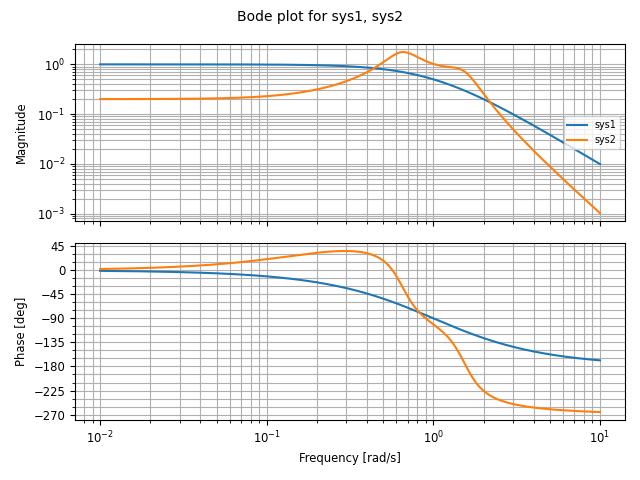 Bode plot for sys1, sys2
10⁰
10⁻¹
10⁻²
10⁻³
Magnitude
sys1
sys2
45
0
−45
−90
−135
−180
−225
−270
Phase [deg]
10⁻² 10⁻¹ 10⁰ 10¹
Frequency [rad/s]